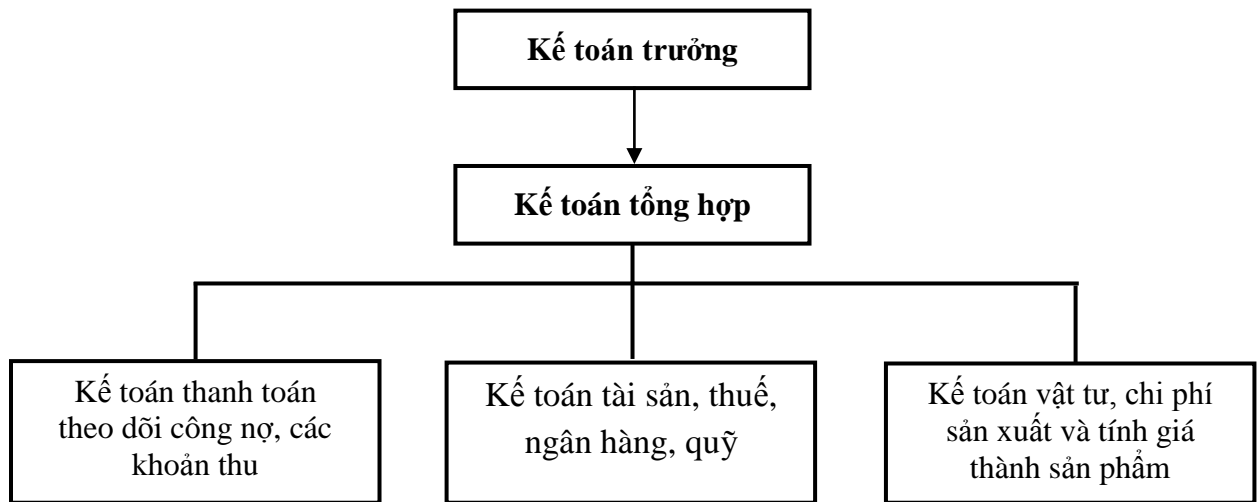 Kế toán trưởng
Kế toán tổng hợp
Kế toán thanh toán
theo dõi công nợ, các
khoản thu
Kế toán tài sản, thuế,
ngân hàng, quỹ
Kế toán vật tư, chi phí
sản xuất và tính giá
thành sản phẩm